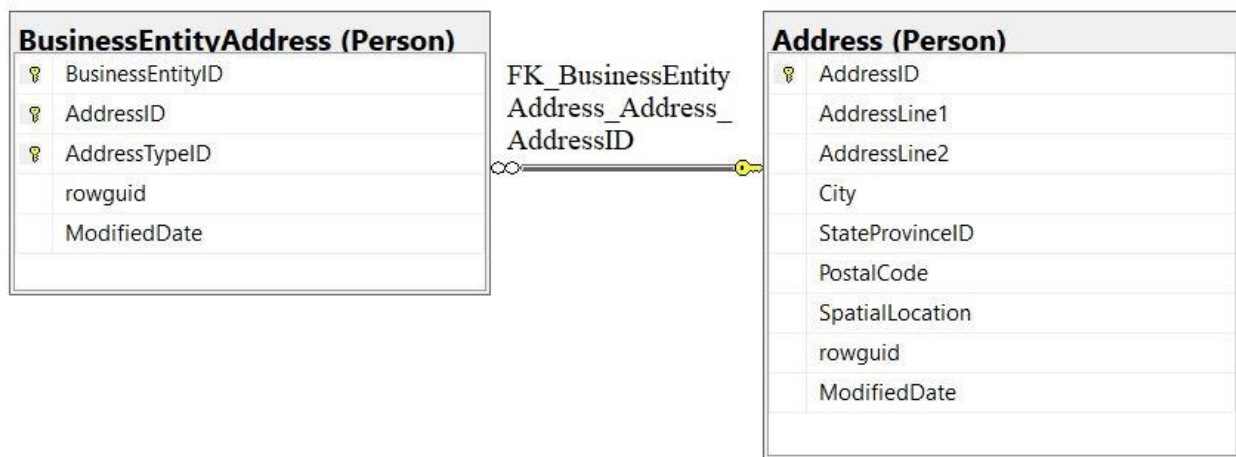 BusinessEntityAddress (Person)
BusinessEntityID
AddressID
AddressTypeID
rowguid
ModifiedDate
FK_BusinessEntity
Address_Address_
AddressID
Address (Person)
AddressID
AddressLine1
AddressLine2
City
StateProvinceID
PostalCode
SpatialLocation
rowguid
ModifiedDate